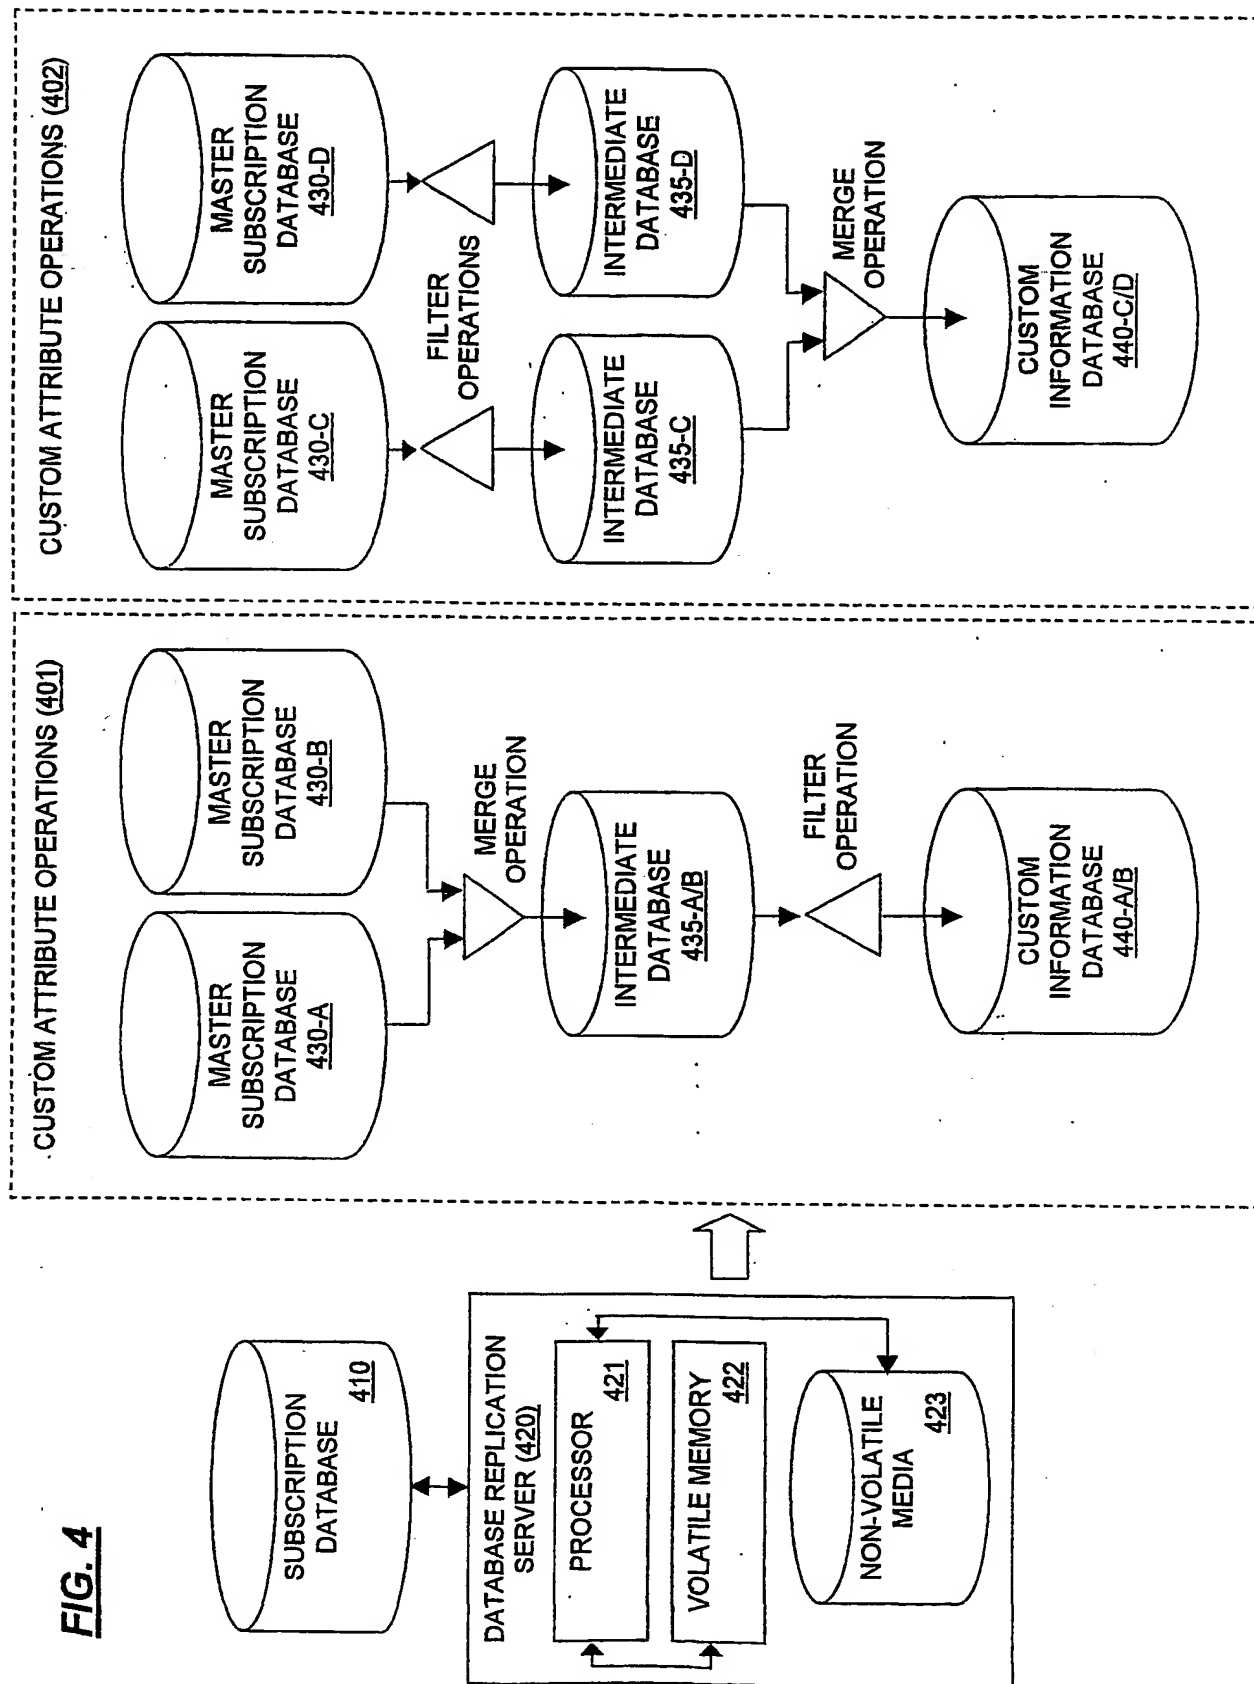 FIG. 4
SUBSCRIPTION
DATABASE
410
DATABASE REPLICATION
SERVER (420)
PROCESSOR
421
VOLATILE MEMORY
422
NON-VOLATILE
MEDIA
423
CUSTOM ATTRIBUTE OPERATIONS (401)
MASTER
SUBSCRIPTION
DATABASE
430-A
MASTER
SUBSCRIPTION
DATABASE
430-B
MERGE
OPERATION
INTERMEDIATE
DATABASE
435-A/B
FILTER
OPERATION
CUSTOM
INFORMATION
DATABASE
440-A/B
CUSTOM ATTRIBUTE OPERATIONS (402)
MASTER
SUBSCRIPTION
DATABASE
430-C
MASTER
SUBSCRIPTION
DATABASE
430-D
FILTER
OPERATIONS
INTERMEDIATE
DATABASE
435-C
INTERMEDIATE
DATABASE
435-D
MERGE
OPERATION
CUSTOM
INFORMATION
DATABASE
440-C/D